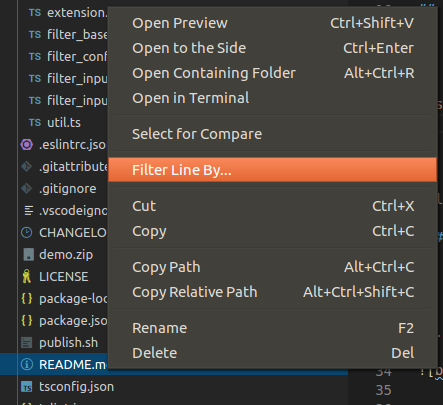 TS extension.
TS filter_base
TS filter_conf
TS filter_inpu
TS filter_inpu
TS util.ts
.eslintrc.jso
.gitattribute
.gitignore
.vscodeigno
CHANGELO
demo.zip
LICENSE
{ } package-loc
{ } package.jso
publish.sh
README.m
TS tsconfig.json
Open Preview Ctrl+Shift+V
Open to the Side Ctrl+Enter
Open Containing Folder Alt+Ctrl+R
Open in Terminal
Select for Compare
Filter Line By...
Cut Ctrl+X
Copy Ctrl+C
Copy Path Alt+Ctrl+C
Copy Relative Path Alt+Ctrl+Shift+C
Rename F2
Delete Del
34 ![b
35